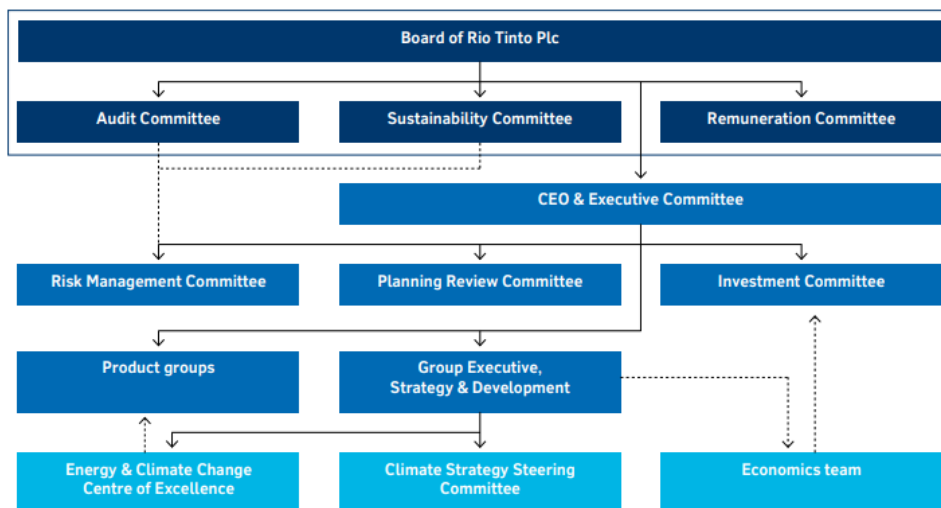 Board of Rio Tinto Plc
Audit Committee
Sustainability Committee
Remuneration Committee
CEO & Executive Committee
Risk Management Committee
Planning Review Committee
Investment Committee
Product groups
Group Executive,
Strategy & Development
Energy & Climate Change
Centre of Excellence
Climate Strategy Steering
Committee
Economics team